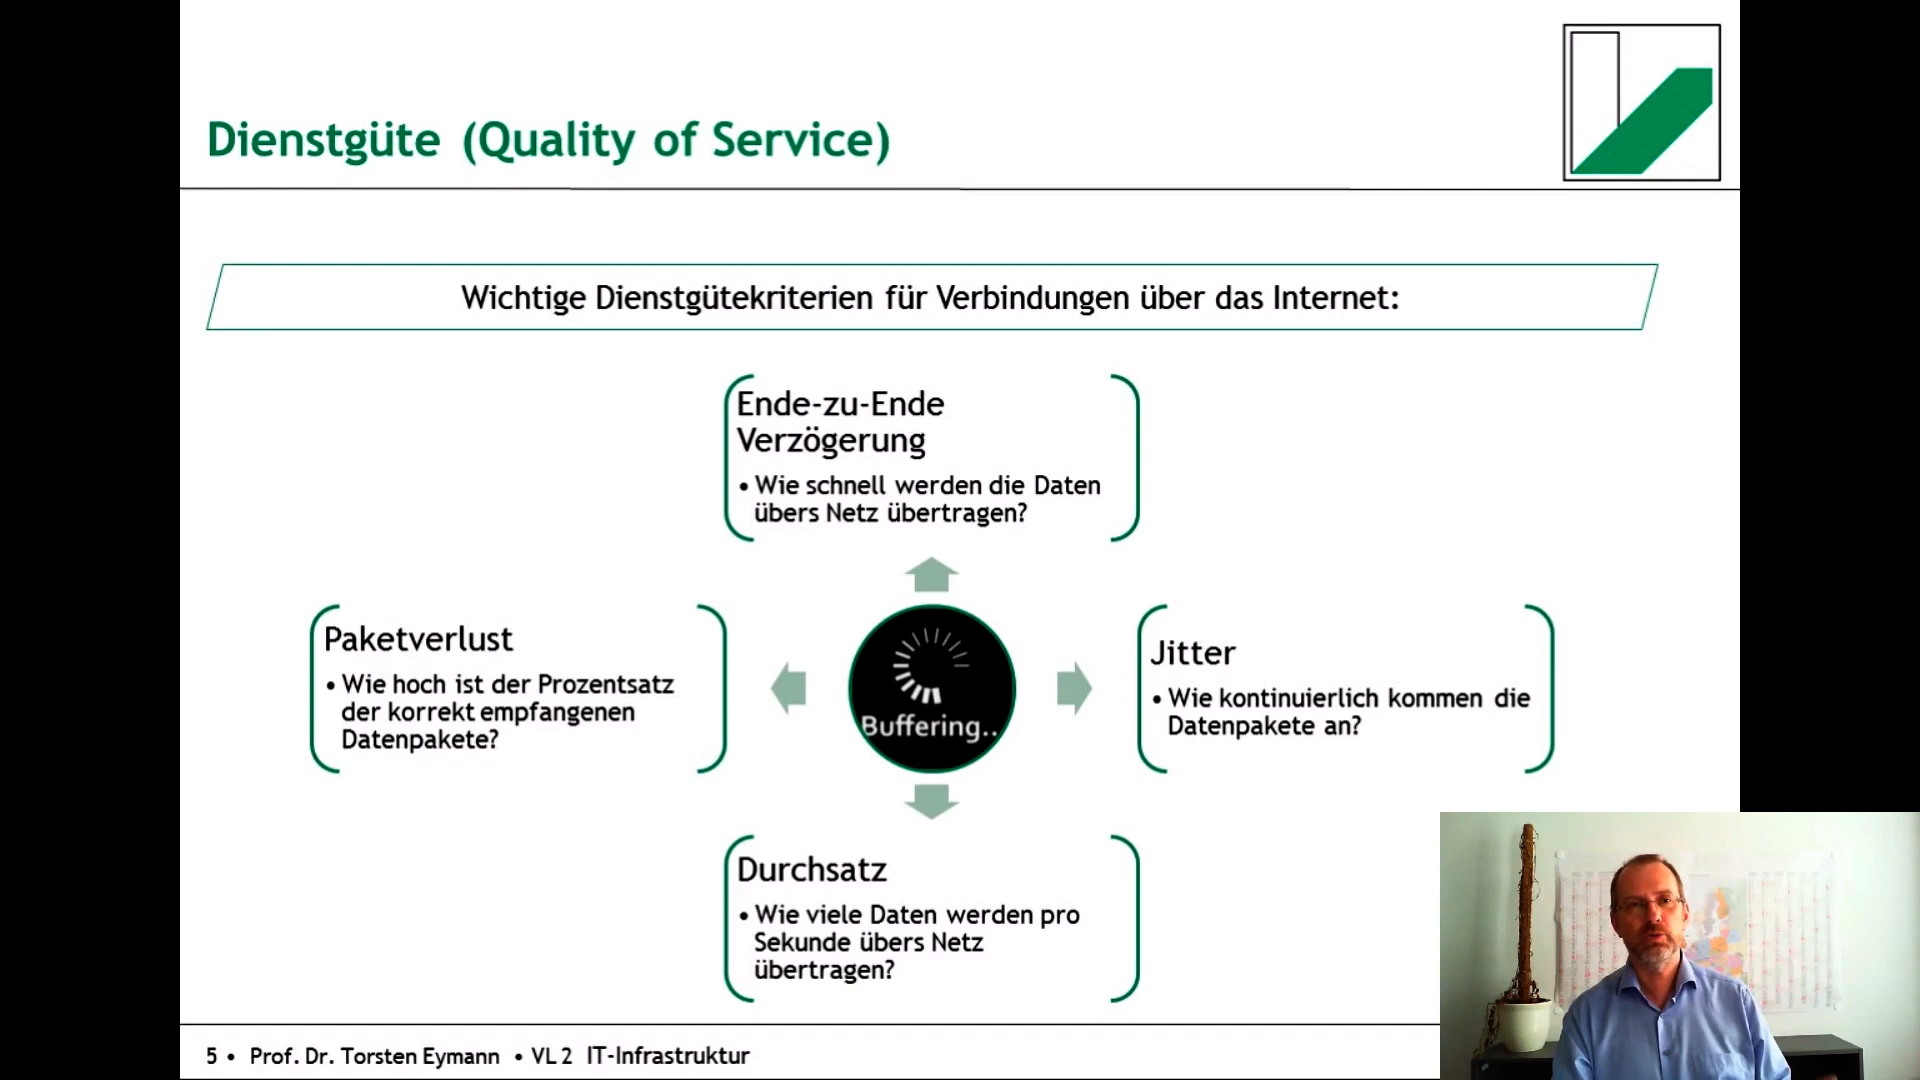 Dienstgüte (Quality of Service)
Wichtige Dienstgütekriterien für Verbindungen über das Internet:
Ende-zu-Ende
Verzögerung
• Wie schnell werden die Daten
übers Netz übertragen?
Paketverlust
• Wie hoch ist der Prozentsatz
der korrekt empfangenen
Datenpakete?
Buffering..
Jitter
• Wie kontinuierlich kommen die
Datenpakete an?
Durchsatz
• Wie viele Daten werden pro
Sekunde übers Netz
übertragen?
5 • Prof. Dr. Torsten Eymann • VL 2 IT-Infrastruktur